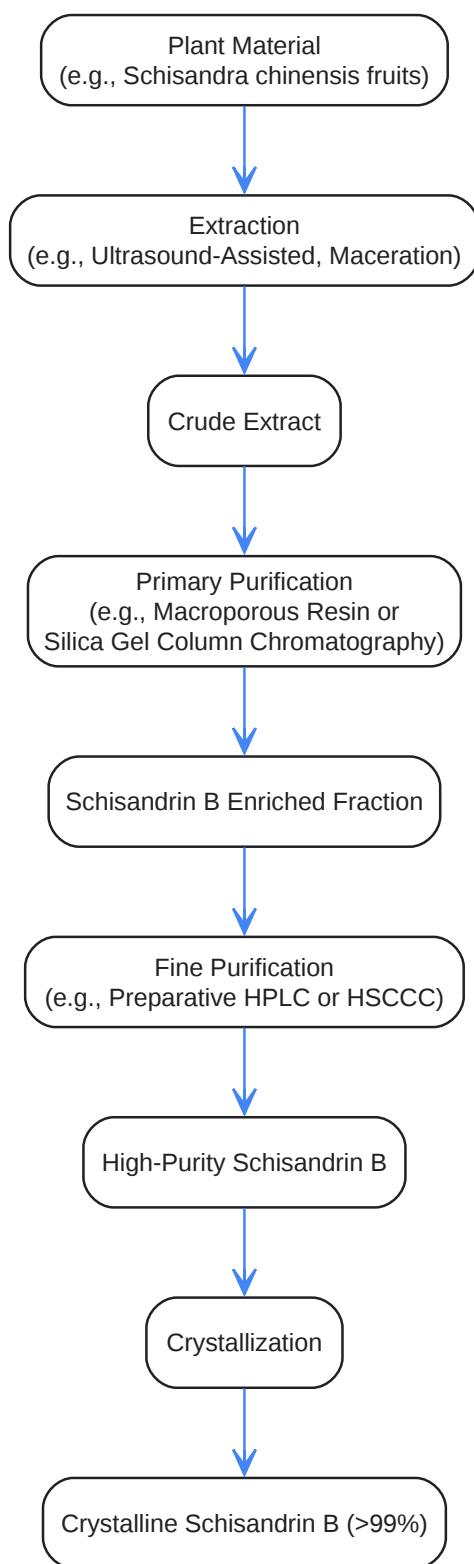 Plant Material
(e.g., Schisandra chinensis fruits)
Extraction
(e.g., Ultrasound-Assisted, Maceration)
Crude Extract
Primary Purification
(e.g., Macroporous Resin or
Silica Gel Column Chromatography)
Schisandrin B Enriched Fraction
Fine Purification
(e.g., Preparative HPLC or HSCCC)
High-Purity Schisandrin B
Crystallization
Crystalline Schisandrin B (>99%)